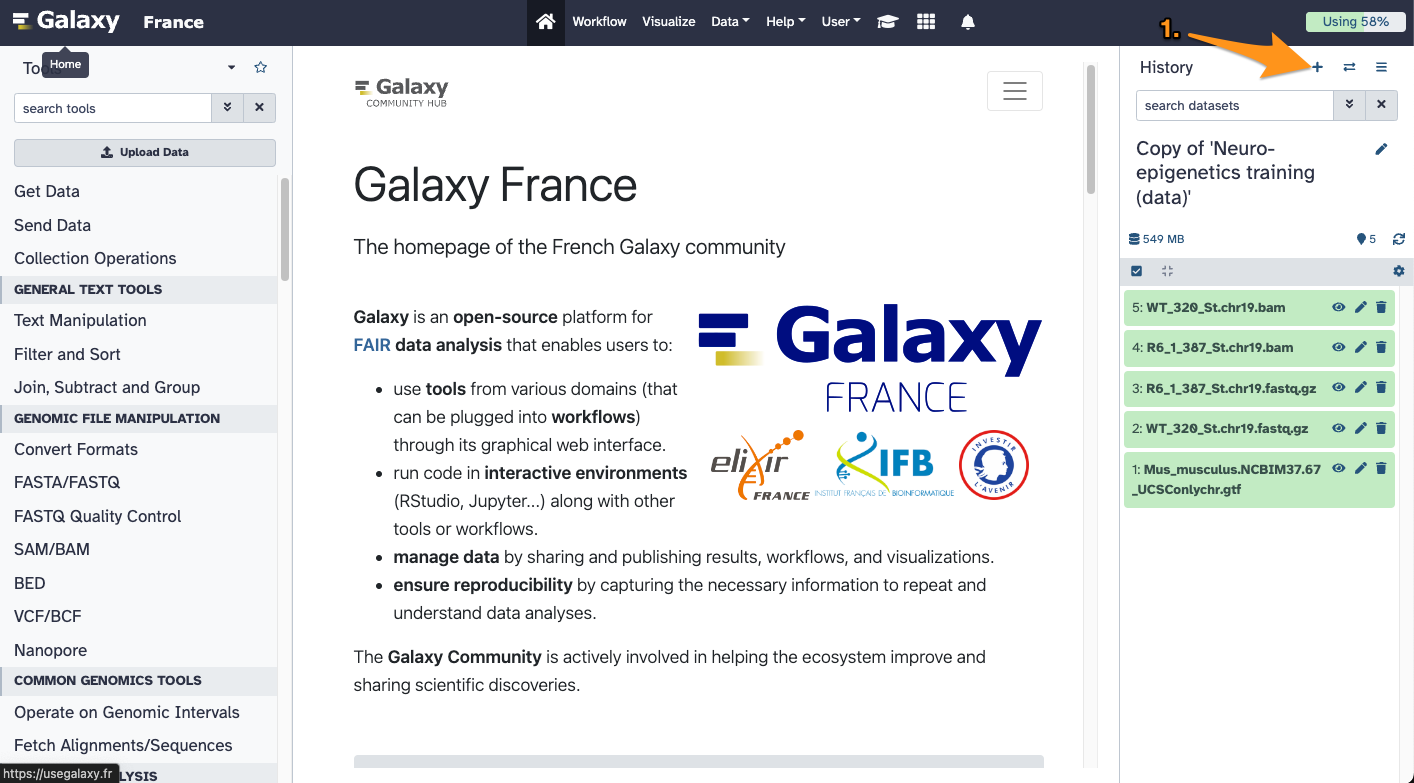 Galaxy France
Workflow Visualize Data Help User
Using 58%
1.
Home
Tools
search tools
Upload Data
Get Data
Send Data
Collection Operations
GENERAL TEXT TOOLS
Text Manipulation
Filter and Sort
Join, Subtract and Group
GENOMIC FILE MANIPULATION
Convert Formats
FASTA/FASTQ
FASTQ Quality Control
SAM/BAM
BED
VCF/BCF
Nanopore
COMMON GENOMICS TOOLS
Operate on Genomic Intervals
Fetch Alignments/Sequences
LYSIS
https://usegalaxy.fr
Galaxy
COMMUNITY HUB
Galaxy France
The homepage of the French Galaxy community
Galaxy is an open-source platform for
FAIR data analysis that enables users to:
• use tools from various domains (that
can be plugged into workflows)
through its graphical web interface.
• run code in interactive environments
(RStudio, Jupyter...) along with other
tools or workflows.
• manage data by sharing and publishing results, workflows, and visualizations.
• ensure reproducibility by capturing the necessary information to repeat and
understand data analyses.
Galaxy
FRANCE
elixir
FRANCE
IFB
INSTITUT FRANÇAIS DE BIOINFORMATIQUE
INVESTIR
L'AVENIR
The Galaxy Community is actively involved in helping the ecosystem improve and
sharing scientific discoveries.
History
search datasets
Copy of 'Neuro-
epigenetics training
(data)'
549 MB 5
5: WT_320_St.chr19.bam
4: R6_1_387_St.chr19.bam
3: R6_1_387_St.chr19.fastq.gz
2: WT_320_St.chr19.fastq.gz
1: Mus_musculus.NCBIM37.67
_UCSConlychr.gtf